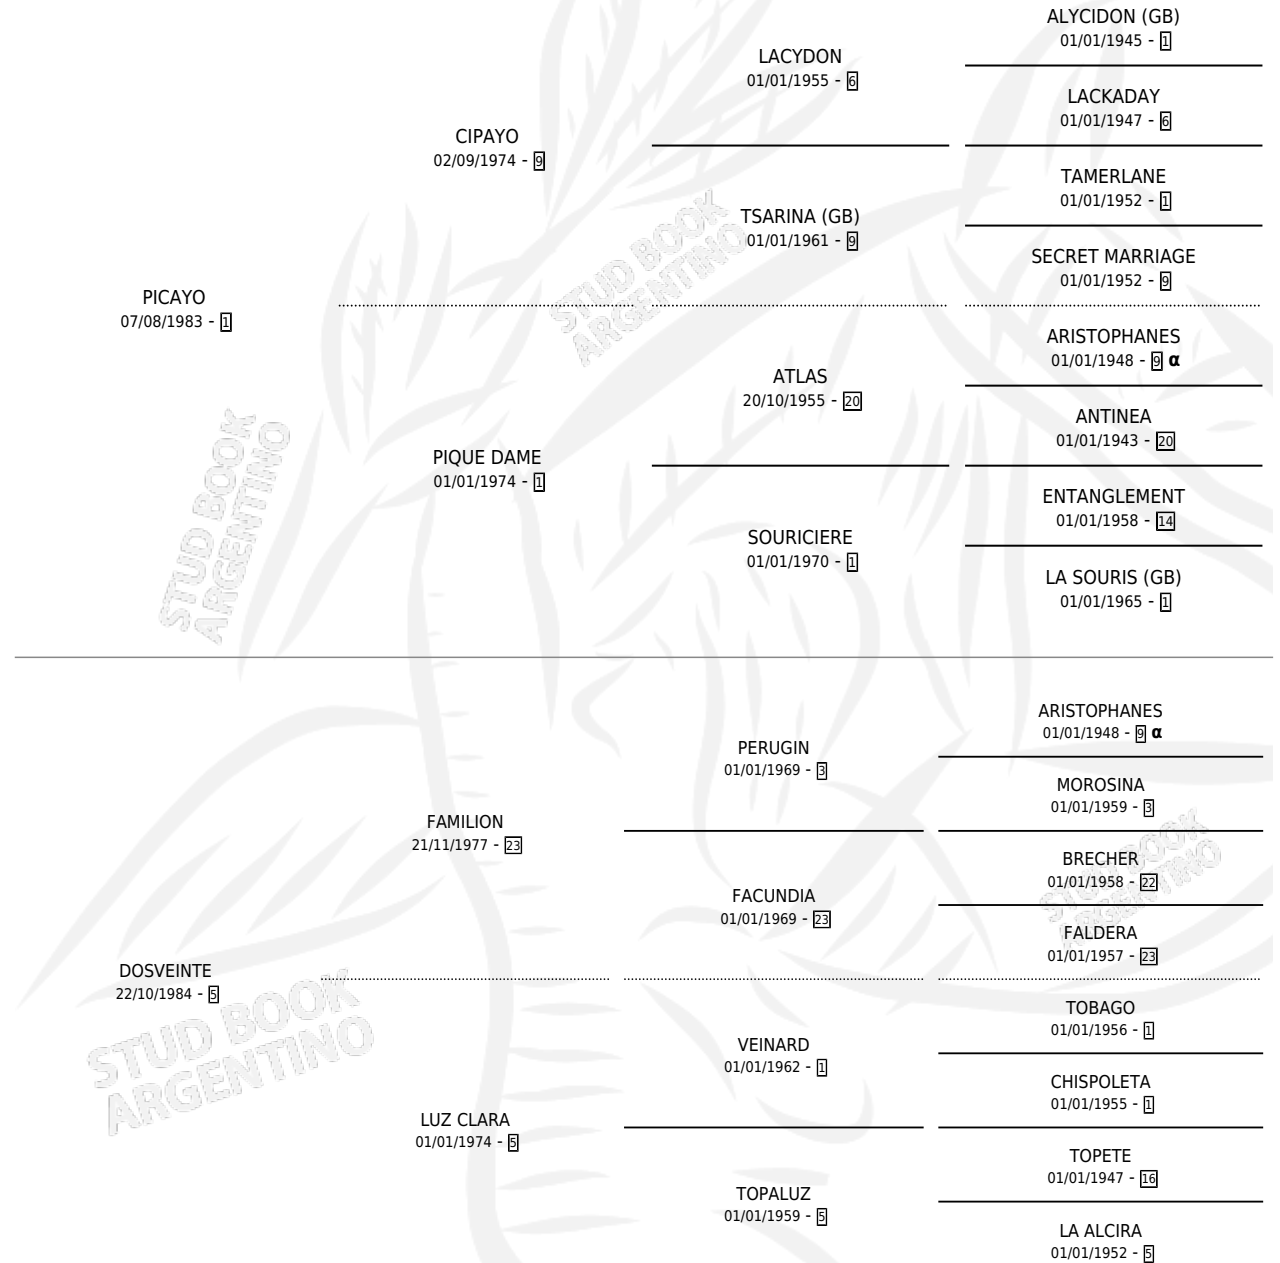 ALYCIDON (GB)
01/01/1945 - 1
LACYDON
01/01/1955 - 6
LACKADAY
01/01/1947 - 6
CIPAYO
02/09/1974 - 9
TAMERLANE
01/01/1952 - 1
TSARINA (GB)
01/01/1961 - 9
SECRET MARRIAGE
01/01/1952 - 9
PICAYO
07/08/1983 - 1
ARISTOPHANES
01/01/1948 - 9 α
ATLAS
20/10/1955 - 20
ANTINEA
01/01/1943 - 20
PIQUE DAME
01/01/1974 - 1
ENTANGLEMENT
01/01/1958 - 14
SOURICIERE
01/01/1970 - 1
LA SOURIS (GB)
01/01/1965 - 1
STUD BOOK
ARGENTINO
STUD BOOK
ARGENTINO
ARISTOPHANES
01/01/1948 - 9 α
PERUGIN
01/01/1969 - 3
MOROSINA
01/01/1959 - 3
FAMILION
21/11/1977 - 23
BRECHER
01/01/1958 - 22
FACUNDIA
01/01/1969 - 23
FALDERA
01/01/1957 - 23
DOSVEINTE
22/10/1984 - 5
TOBAGO
01/01/1956 - 1
VEINARD
01/01/1962 - 1
CHISPOLETA
01/01/1955 - 1
LUZ CLARA
01/01/1974 - 5
TOPETE
01/01/1947 - 16
TOPALUZ
01/01/1959 - 5
LA ALCIRA
01/01/1952 - 5
STUD BOOK
ARGENTINO
STUD BOOK
ARGENTINO